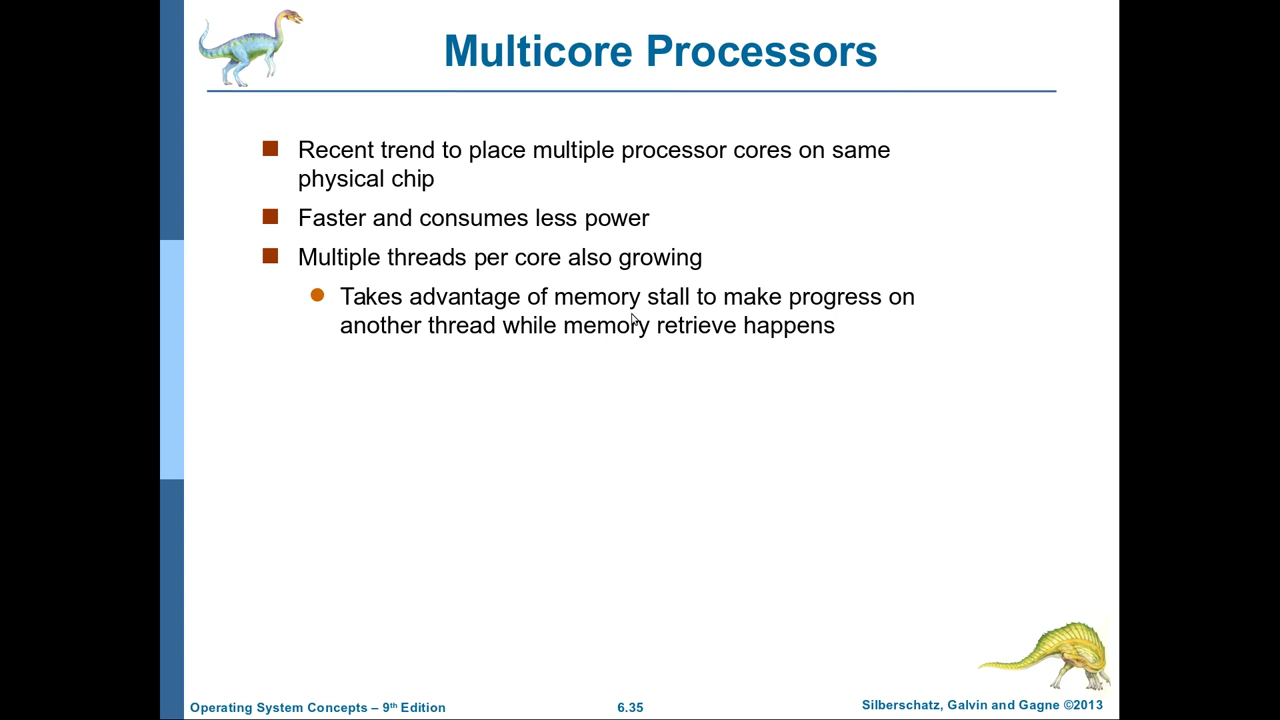 Multicore Processors
Recent trend to place multiple processor cores on same
physical chip
Faster and consumes less power
Multiple threads per core also growing
Takes advantage of memory stall to make progress on
another thread while memory retrieve happens
Operating System Concepts – 9th Edition
6.35
Silberschatz, Galvin and Gagne ©2013